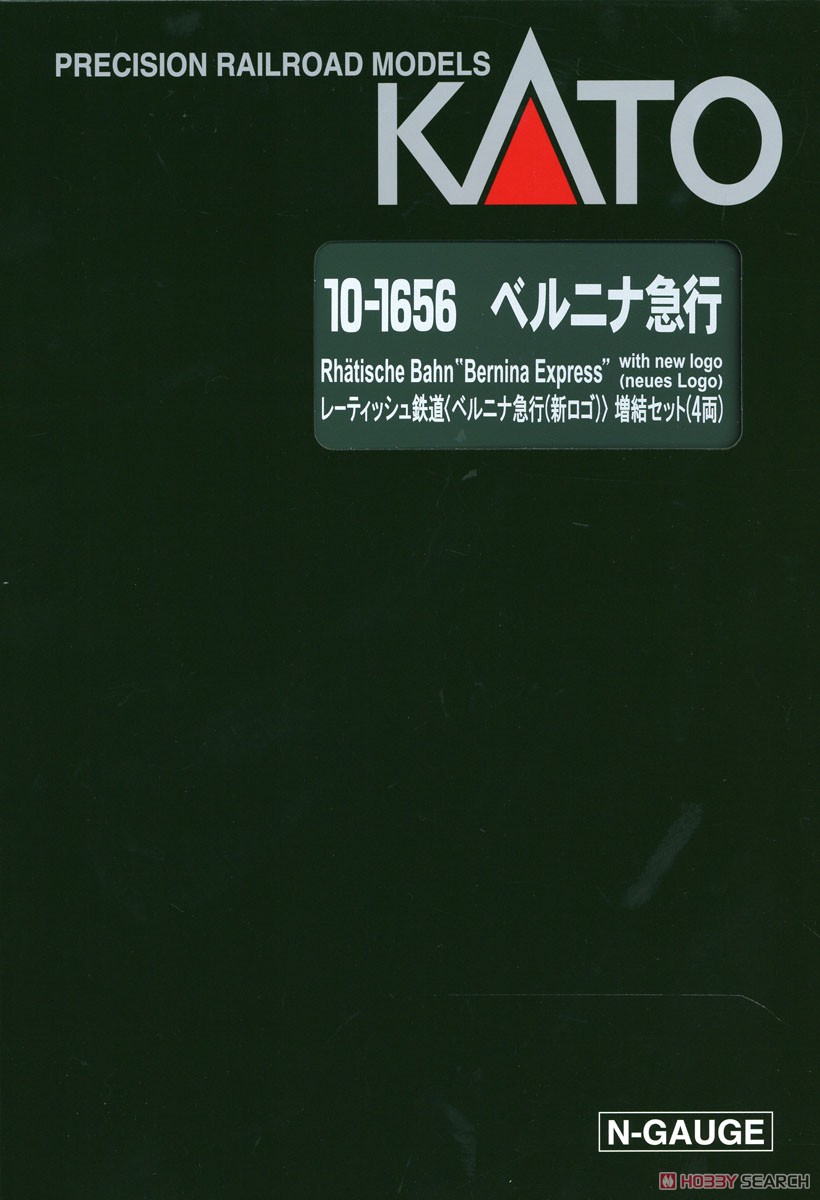 PRECISION RAILROAD MODELS
KATO
10-1656 ベルニナ急行
Rhätische Bahn "Bernina Express" with new logo
(neues Logo)
レーティッシュ鉄道〈ベルニナ急行(新ロゴ)〉 増結セット(4両)
N-GAUGE
HOBBY SEARCH